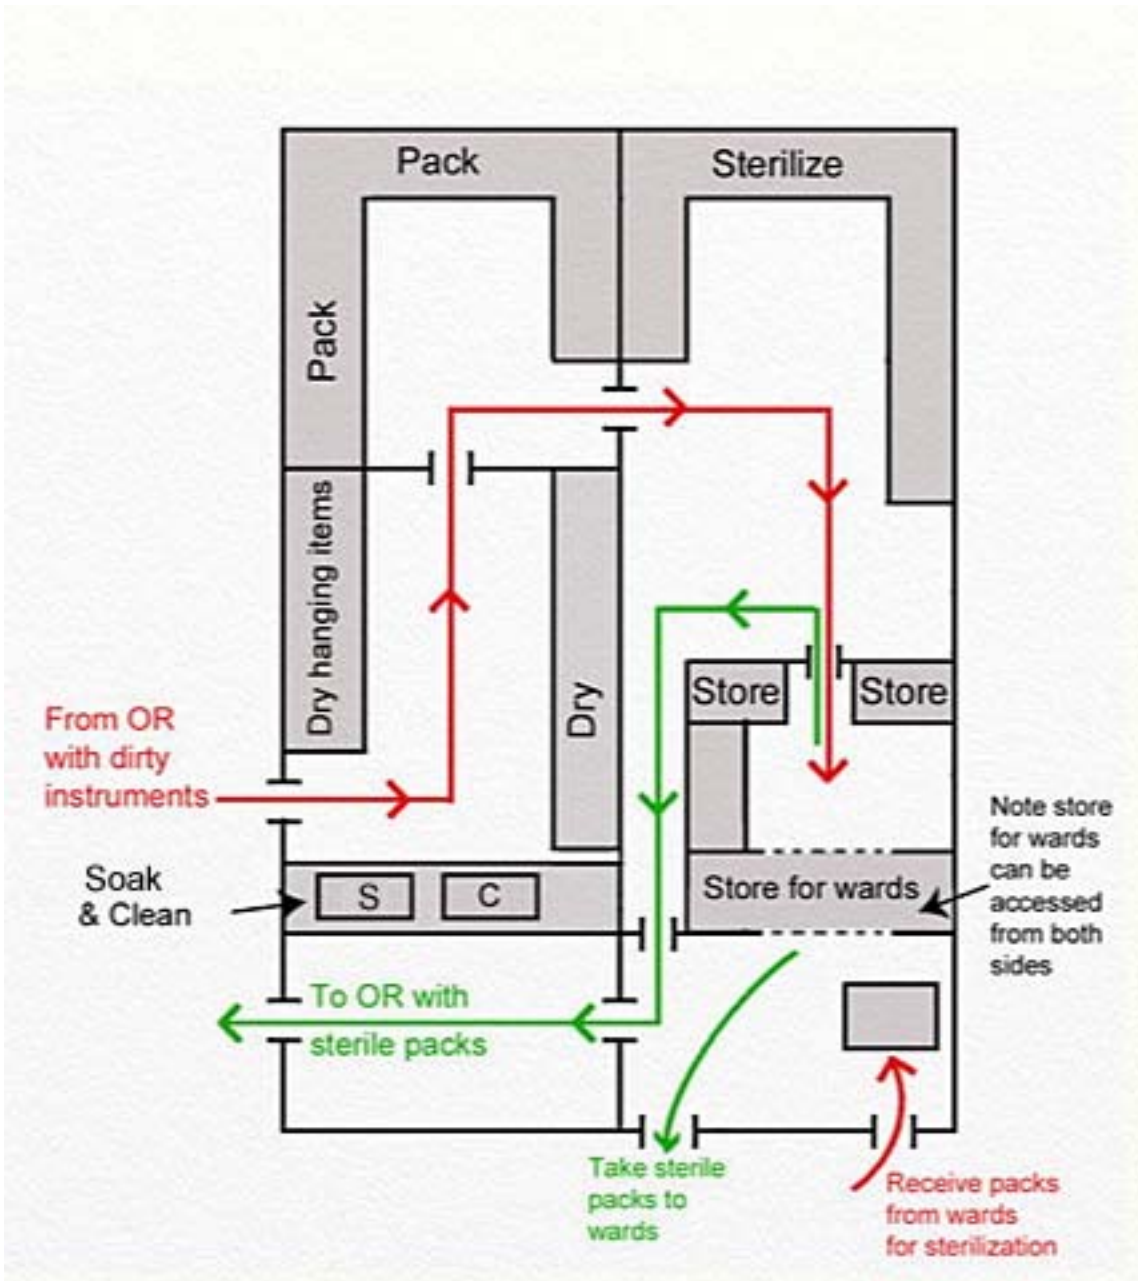 Pack
Sterilize
Pack
Dry hanging items
Dry
From OR
with dirty
instruments
Store
Store
Note store
for wards
can be
accessed
from both
sides
Store for wards
Soak
& Clean
S
C
To OR with
sterile packs
Take sterile
packs to
wards
Receive packs
from wards
for sterilization